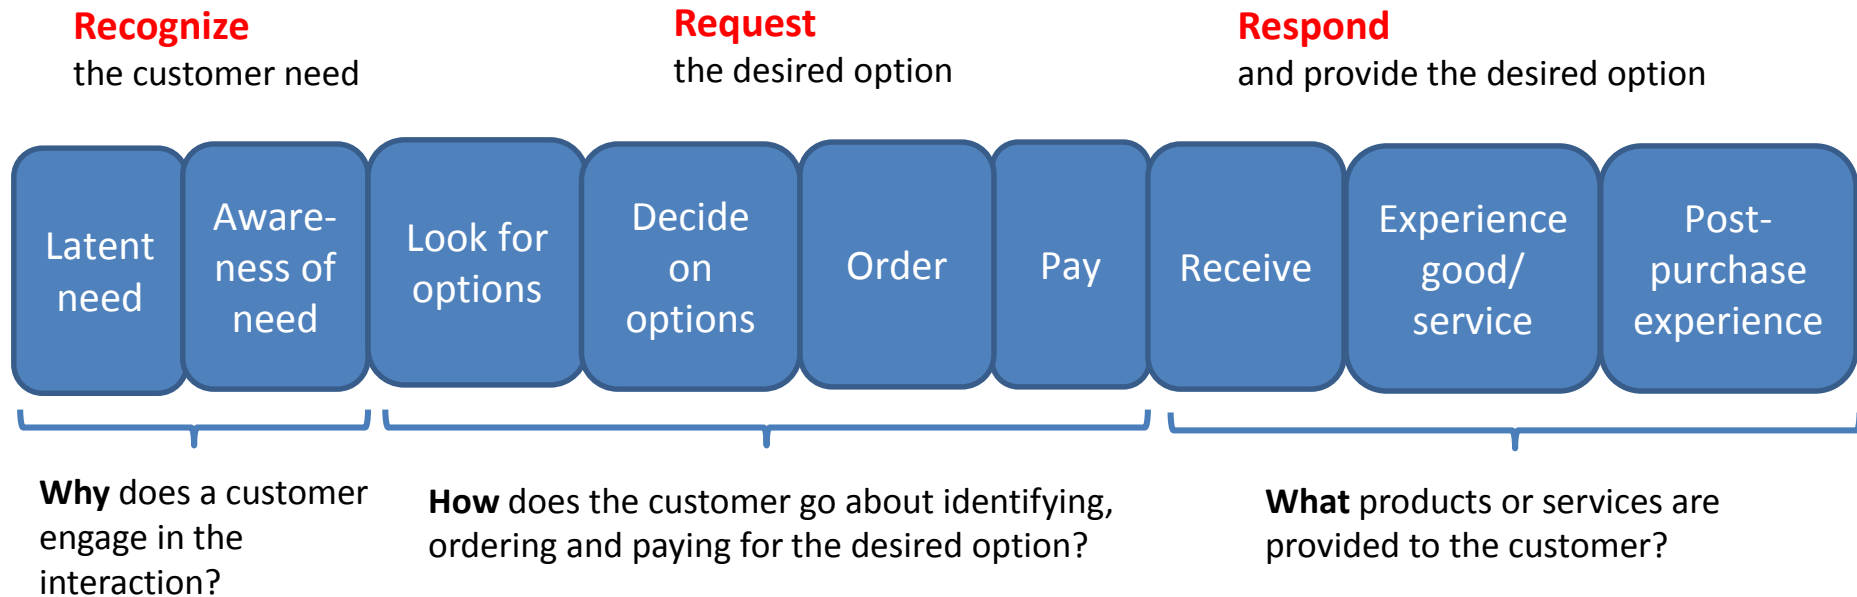 Recognize
the customer need
Request
the desired option
Respond
and provide the desired option
Latent
need
Aware-
ness of
need
Look for
options
Decide
on
options
Order
Pay
Receive
Experience
good/
service
Post-
purchase
experience
Why does a customer
engage in the
interaction?
How does the customer go about identifying,
ordering and paying for the desired option?
What products or services are
provided to the customer?